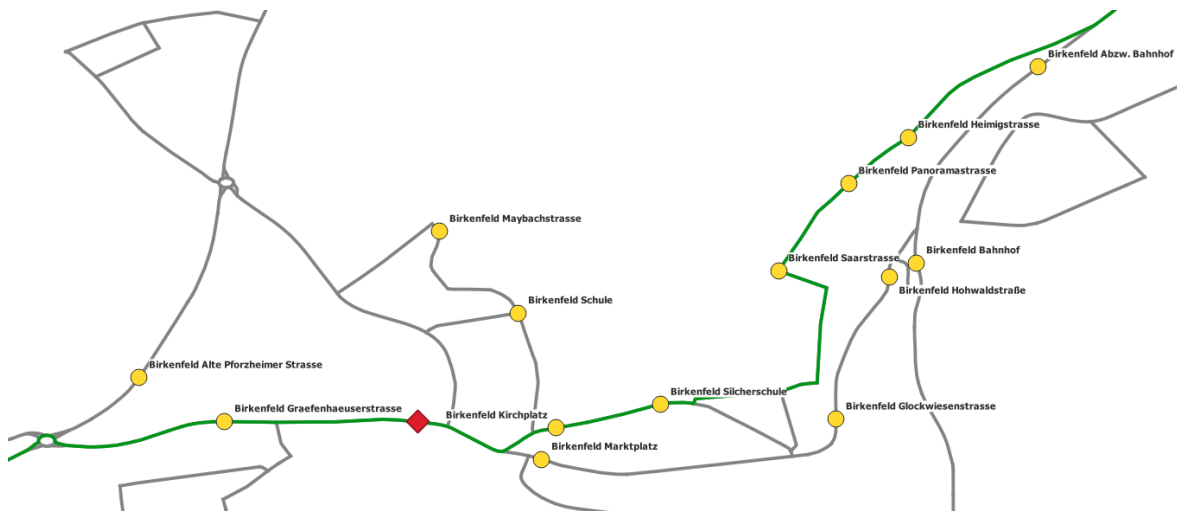 Birkenfeld Abzw. Bahnhof
Birkenfeld Heimigstrasse
Birkenfeld Panoramastrasse
Birkenfeld Maybachstrasse
Birkenfeld Saarstrasse
Birkenfeld Bahnhof
Birkenfeld Hohwaldstraße
Birkenfeld Schule
Birkenfeld Alte Pforzheimer Strasse
Birkenfeld Silcherschule
Birkenfeld Graefenhaeuserstrasse
Birkenfeld Kirchplatz
Birkenfeld Glockwiesenstrasse
Birkenfeld Marktplatz